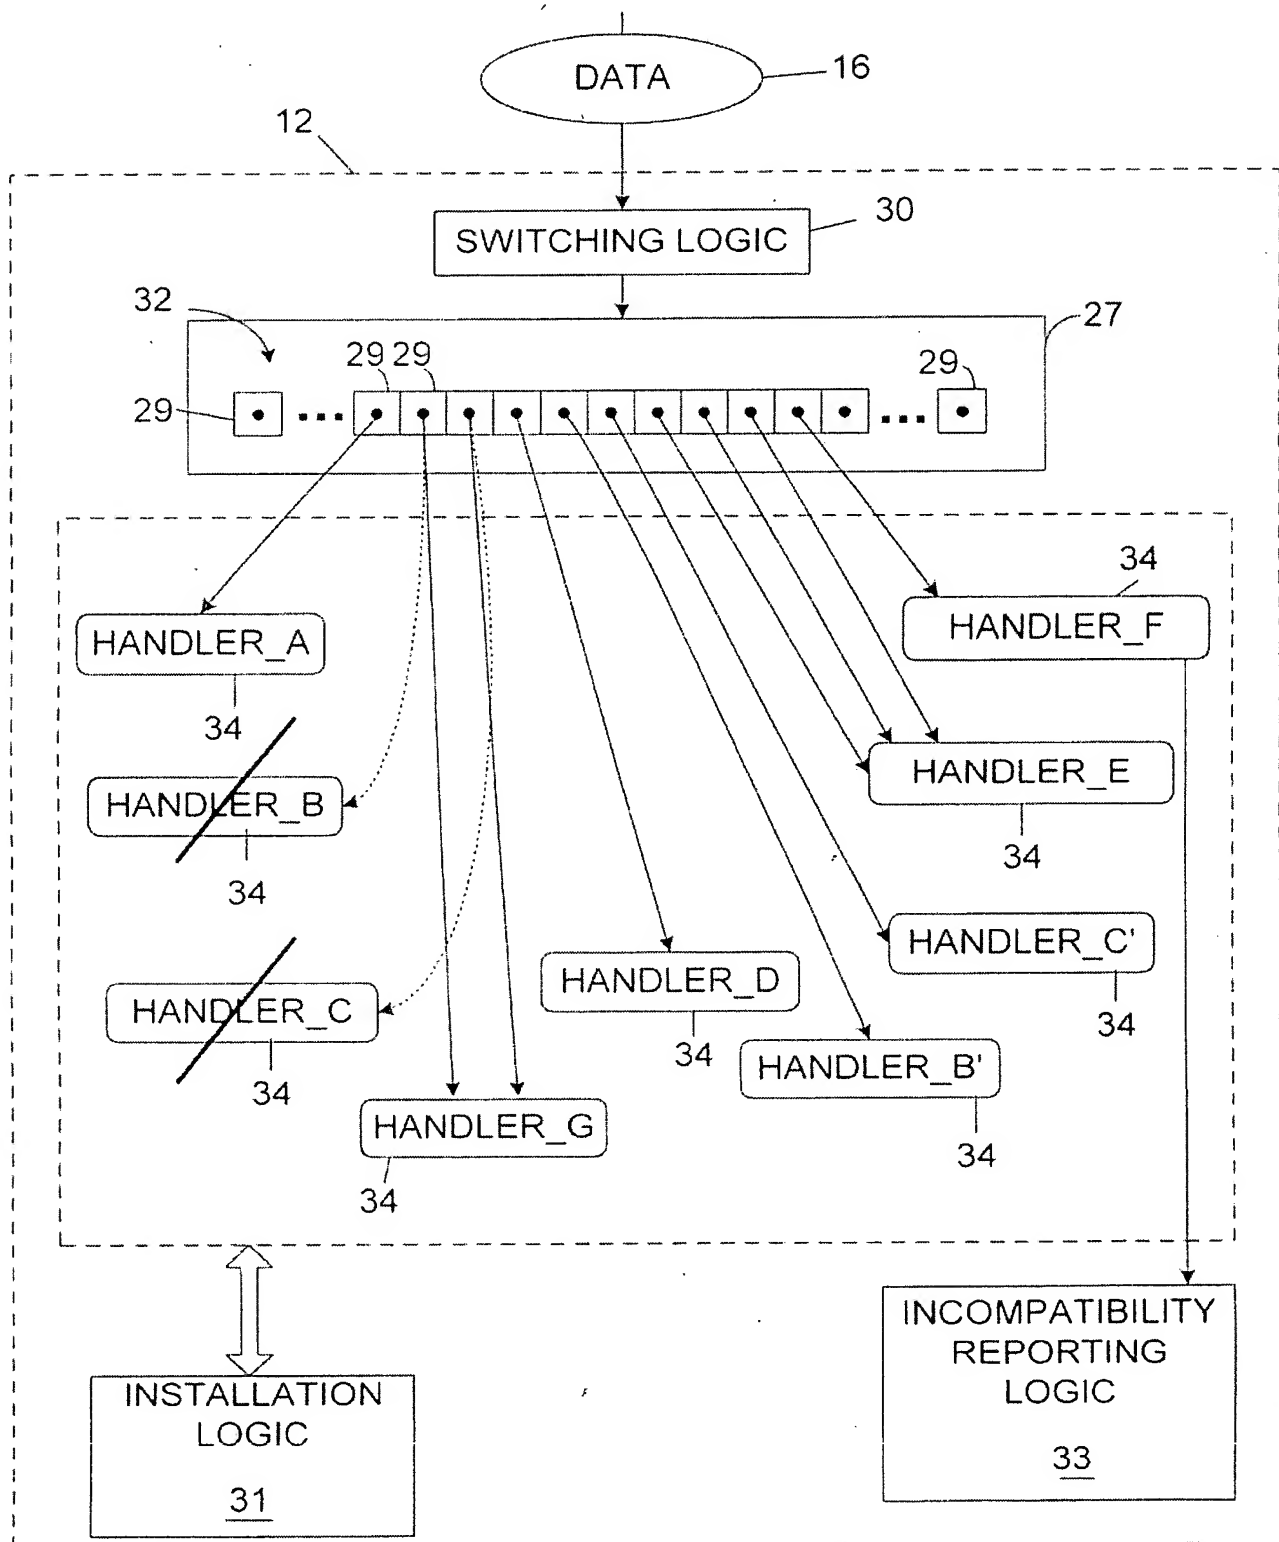 DATA
16
12
30
SWITCHING LOGIC
32
27
29 29
29
29
34
HANDLER_F
HANDLER_A
34
HANDLER_E
34
HANDLER_B
34
HANDLER_C'
34
HANDLER_D
34
HANDLER_C
34
HANDLER_B'
34
HANDLER_G
34
INCOMPATIBILITY
REPORTING
LOGIC
33
INSTALLATION
LOGIC
31